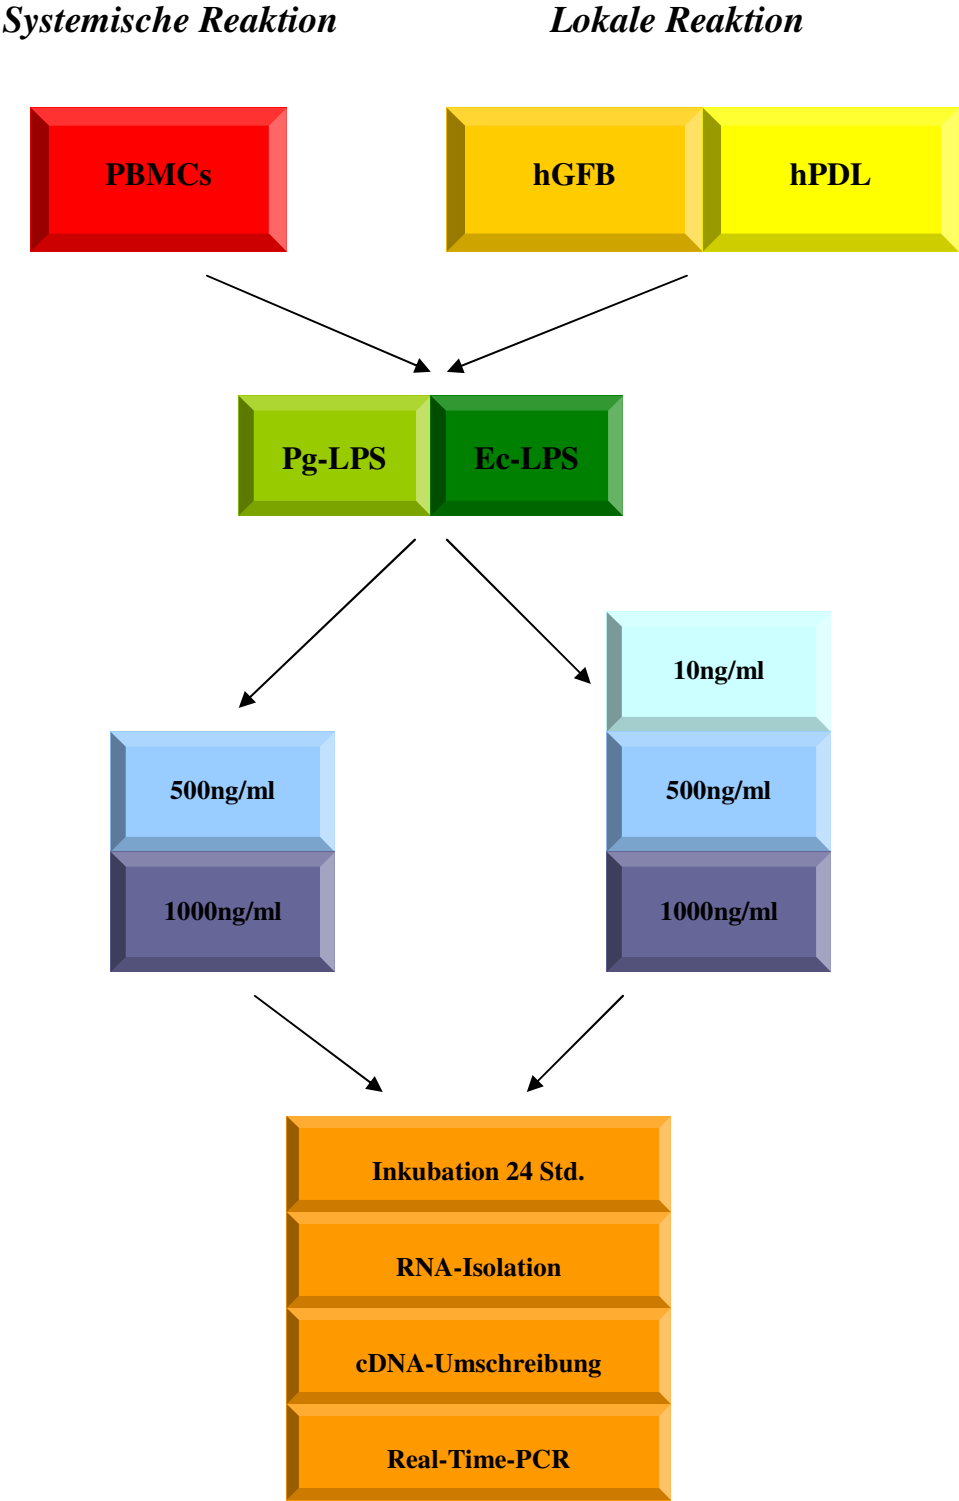 Systemische Reaktion
Lokale Reaktion
PBMCs
hGFB
hPDL
Pg-LPS
Ec-LPS
10ng/ml
500ng/ml
500ng/ml
1000ng/ml
1000ng/ml
Inkubation 24 Std.
RNA-Isolation
cDNA-Umschreibung
Real-Time-PCR